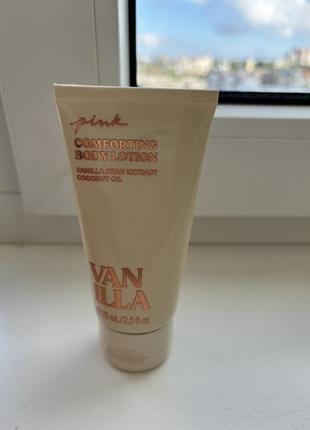 pink
COMFORTING
BODY LOTION
VANILLA BEAN EXTRACT
COCONUT OIL
VAN
ILLA
75 mL/2.5 fl oz